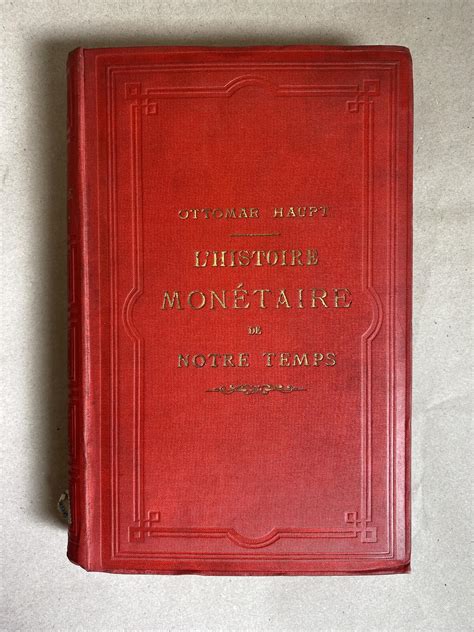 OTTOMAR HAUPT
L'HISTOIRE
MONÉTAIRE
DE
NOTRE TEMPS